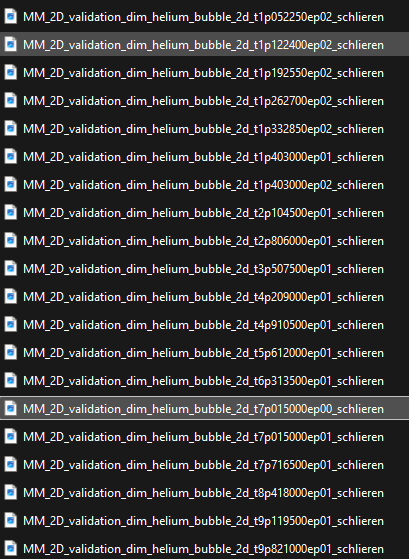 MM_2D_validation_dim_helium_bubble_2d_t1p052250ep02_schlieren
MM_2D_validation_dim_helium_bubble_2d_t1p122400ep02_schlieren
MM_2D_validation_dim_helium_bubble_2d_t1p192550ep02_schlieren
MM_2D_validation_dim_helium_bubble_2d_t1p262700ep02_schlieren
MM_2D_validation_dim_helium_bubble_2d_t1p332850ep02_schlieren
MM_2D_validation_dim_helium_bubble_2d_t1p403000ep01_schlieren
MM_2D_validation_dim_helium_bubble_2d_t1p403000ep02_schlieren
MM_2D_validation_dim_helium_bubble_2d_t2p104500ep01_schlieren
MM_2D_validation_dim_helium_bubble_2d_t2p806000ep01_schlieren
MM_2D_validation_dim_helium_bubble_2d_t3p507500ep01_schlieren
MM_2D_validation_dim_helium_bubble_2d_t4p209000ep01_schlieren
MM_2D_validation_dim_helium_bubble_2d_t4p910500ep01_schlieren
MM_2D_validation_dim_helium_bubble_2d_t5p612000ep01_schlieren
MM_2D_validation_dim_helium_bubble_2d_t6p313500ep01_schlieren
MM_2D_validation_dim_helium_bubble_2d_t7p015000ep00_schlieren
MM_2D_validation_dim_helium_bubble_2d_t7p015000ep01_schlieren
MM_2D_validation_dim_helium_bubble_2d_t7p716500ep01_schlieren
MM_2D_validation_dim_helium_bubble_2d_t8p418000ep01_schlieren
MM_2D_validation_dim_helium_bubble_2d_t9p119500ep01_schlieren
MM_2D_validation_dim_helium_bubble_2d_t9p821000ep01_schlieren